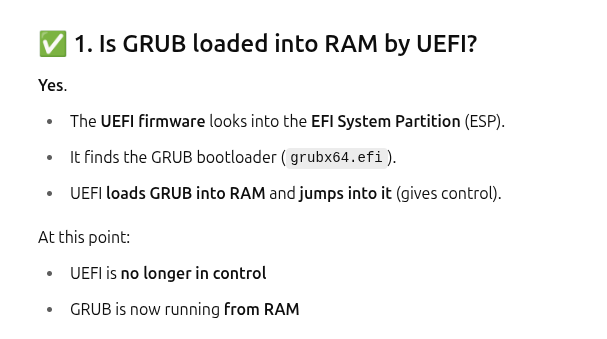 ✅ 1. Is GRUB loaded into RAM by UEFI?
Yes.
• The UEFI firmware looks into the EFI System Partition (ESP).
• It finds the GRUB bootloader (grubx64.efi).
• UEFI loads GRUB into RAM and jumps into it (gives control).
At this point:
• UEFI is no longer in control
• GRUB is now running from RAM